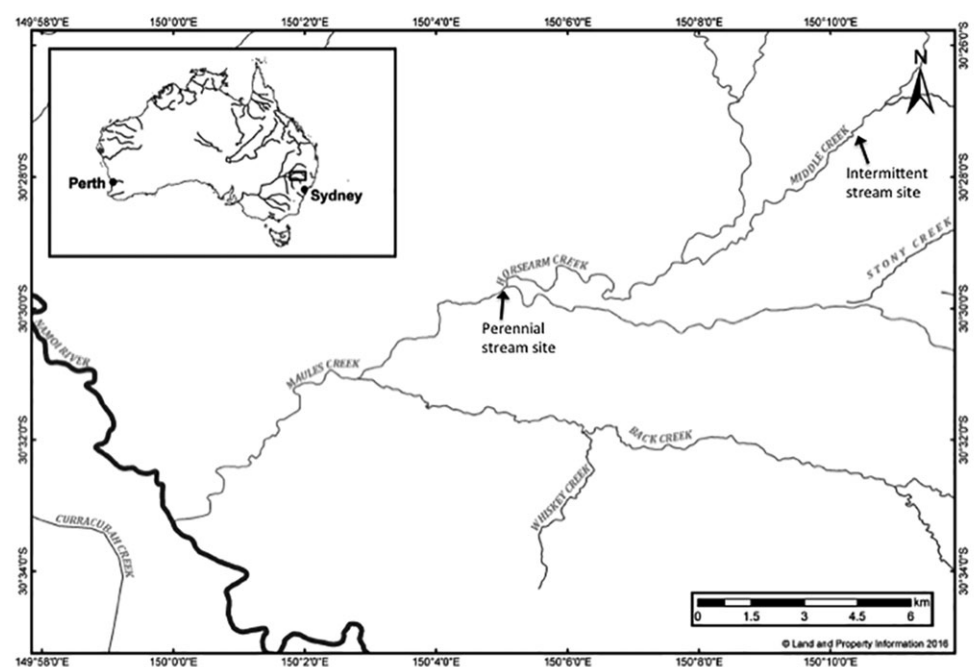 149°58'0"E 150°0'0"E 150°2'0"E 150°4'0"E 150°6'0"E 150°8'0"E 150°10'0"E
30°26'0"S
N
Perth
Sydney
MIDDLE CREEK
Intermittent
stream site
30°28'0"S 30°28'0"S
STONY CREEK
HORSEARM CREEK
30°30'0"S 30°30'0"S
Perennial
stream site
NAMOI RIVER
MAULES CREEK
30°32'0"S 30°32'0"S
BACK CREEK
WHISKEY CREEK
CURRACUBAH CREEK
30°34'0"S 30°34'0"S
km
0 1.5 3 4.5 6
© Land and Property Information 2016
149°58'0"E 150°0'0"E 150°2'0"E 150°4'0"E 150°6'0"E 150°8'0"E 150°10'0"E